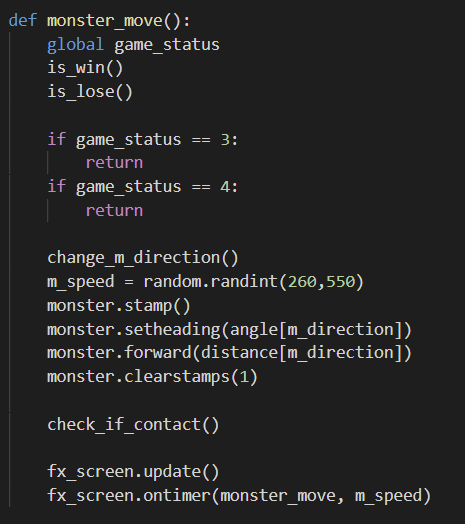 def monster_move():
    global game_status
    is_win()
    is_lose()

    if game_status == 3:
        return
    if game_status == 4:
        return

    change_m_direction()
    m_speed = random.randint(260,550)
    monster.stamp()
    monster.setheading(angle[m_direction])
    monster.forward(distance[m_direction])
    monster.clearstamps(1)

    check_if_contact()

    fx_screen.update()
    fx_screen.ontimer(monster_move, m_speed)